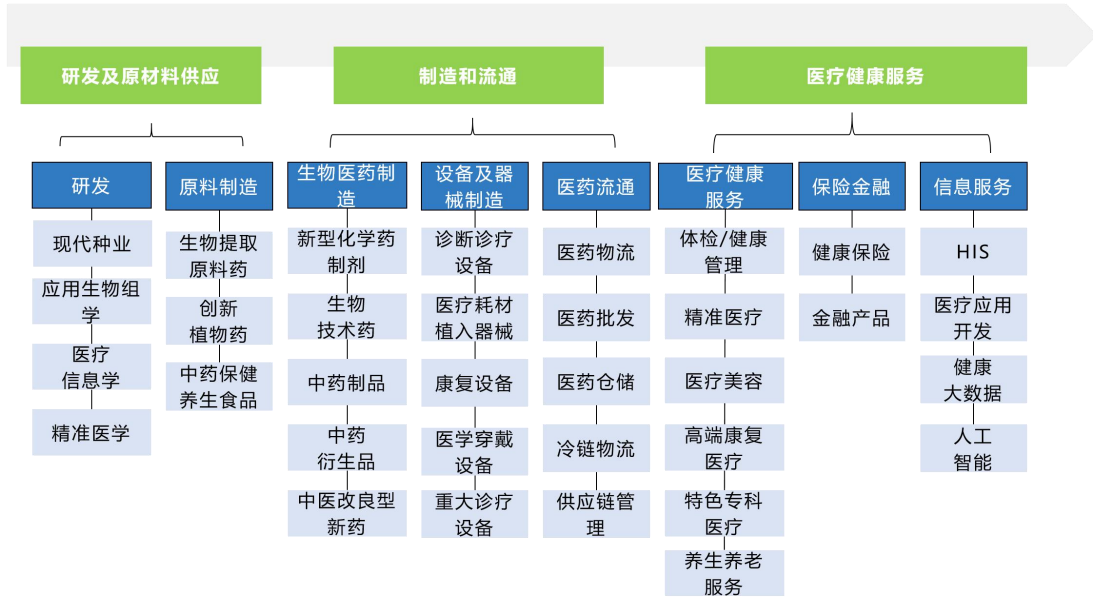 研发及原材料供应
制造和流通
医疗健康服务
研发
现代种业
应用生物组
学
医疗
信息学
精准医学
原料制造
生物提取
原料药
创新
植物药
中药保健
养生食品
生物医药制
造
新型化学药
制剂
生物
技术药
中药制品
中药
衍生品
中医改良型
新药
设备及器
械制造
诊断诊疗
设备
医疗耗材
植入器械
康复设备
医学穿戴
设备
重大诊疗
设备
医药流通
医药物流
医药批发
医药仓储
冷链物流
供应链管
理
医疗健康
服务
体检/健康
管理
精准医疗
医疗美容
高端康复
医疗
特色专科
医疗
养生养老
服务
保险金融
健康保险
金融产品
信息服务
HIS
医疗应用
开发
健康
大数据
人工
智能